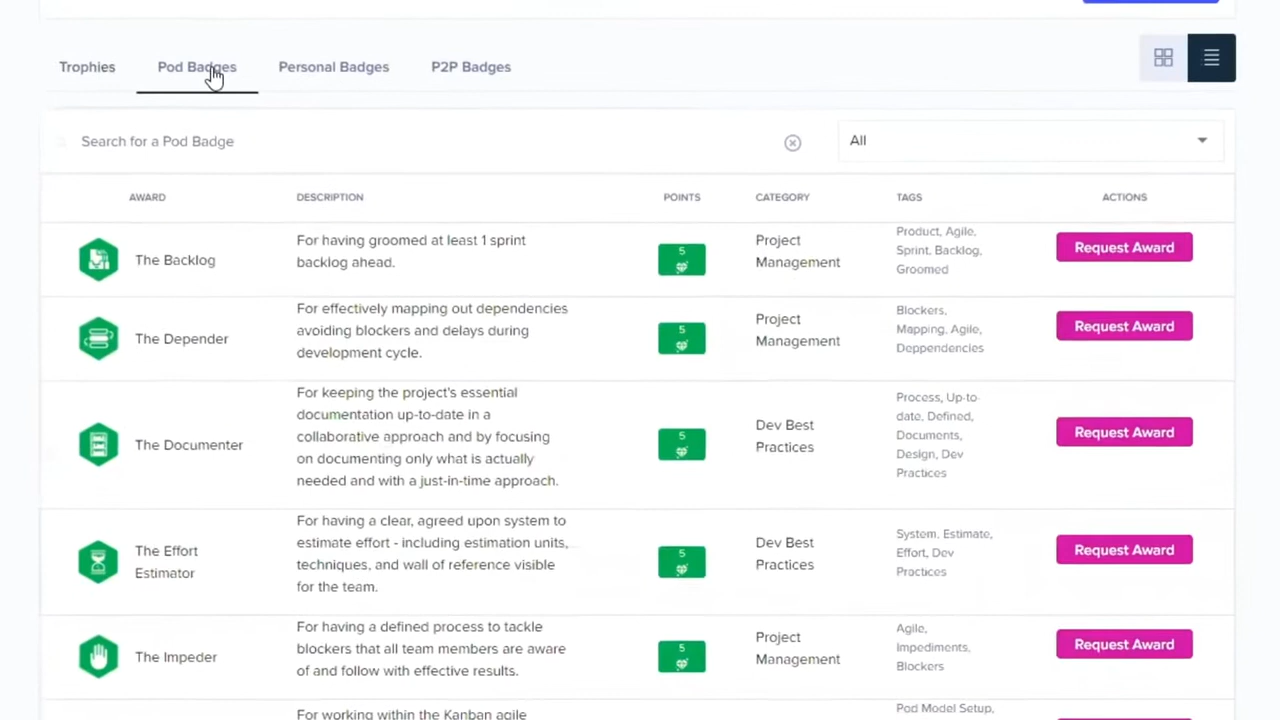 Trophies
Pod Badges
Personal Badges
P2P Badges
Search for a Pod Badge
All
AWARD
DESCRIPTION
POINTS
CATEGORY
TAGS
ACTIONS
The Backlog
For having groomed at least 1 sprint
backlog ahead.
5
Project
Management
Product, Agile,
Sprint, Backlog,
Groomed
Request Award
The Depender
For effectively mapping out dependencies
avoiding blockers and delays during
development cycle.
5
Project
Management
Blockers,
Mapping, Agile,
Deppendencies
Request Award
The Documenter
For keeping the project's essential
documentation up-to-date in a
collaborative approach and by focusing
on documenting only what is actually
needed and with a just-in-time approach.
5
Dev Best
Practices
Process, Up-to-
date, Defined,
Documents,
Design, Dev
Practices
Request Award
The Effort
Estimator
For having a clear, agreed upon system to
estimate effort - including estimation units,
techniques, and wall of reference visible
for the team.
5
Dev Best
Practices
System, Estimate,
Effort, Dev
Practices
Request Award
The Impeder
For having a defined process to tackle
blockers that all team members are aware
of and follow with effective results.
5
Project
Management
Agile,
Impediments,
Blockers
Request Award
For working within the Kanban agile
Pod Model Setup,